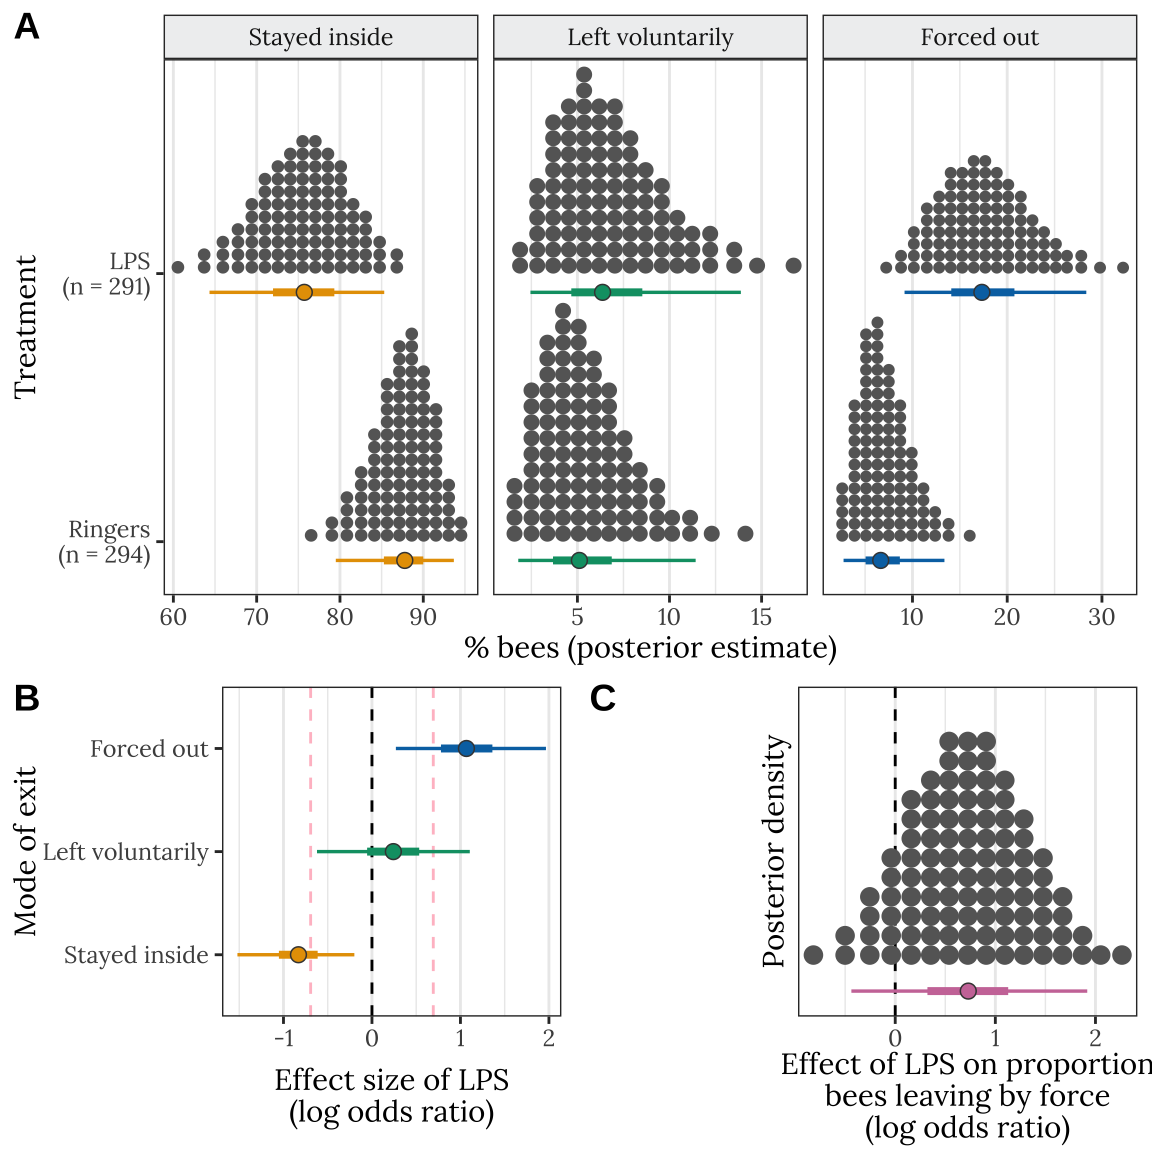 A
Stayed inside
Left voluntarily
Forced out
Treatment
LPS
(n = 291)
Ringers
(n = 294)
60 70 80 90
5 10 15
10 20 30
% bees (posterior estimate)
B
Mode of exit
Forced out
Left voluntarily
Stayed inside
-1 0 1 2
Effect size of LPS
(log odds ratio)
C
Posterior density
0 1 2
Effect of LPS on proportion
bees leaving by force
(log odds ratio)